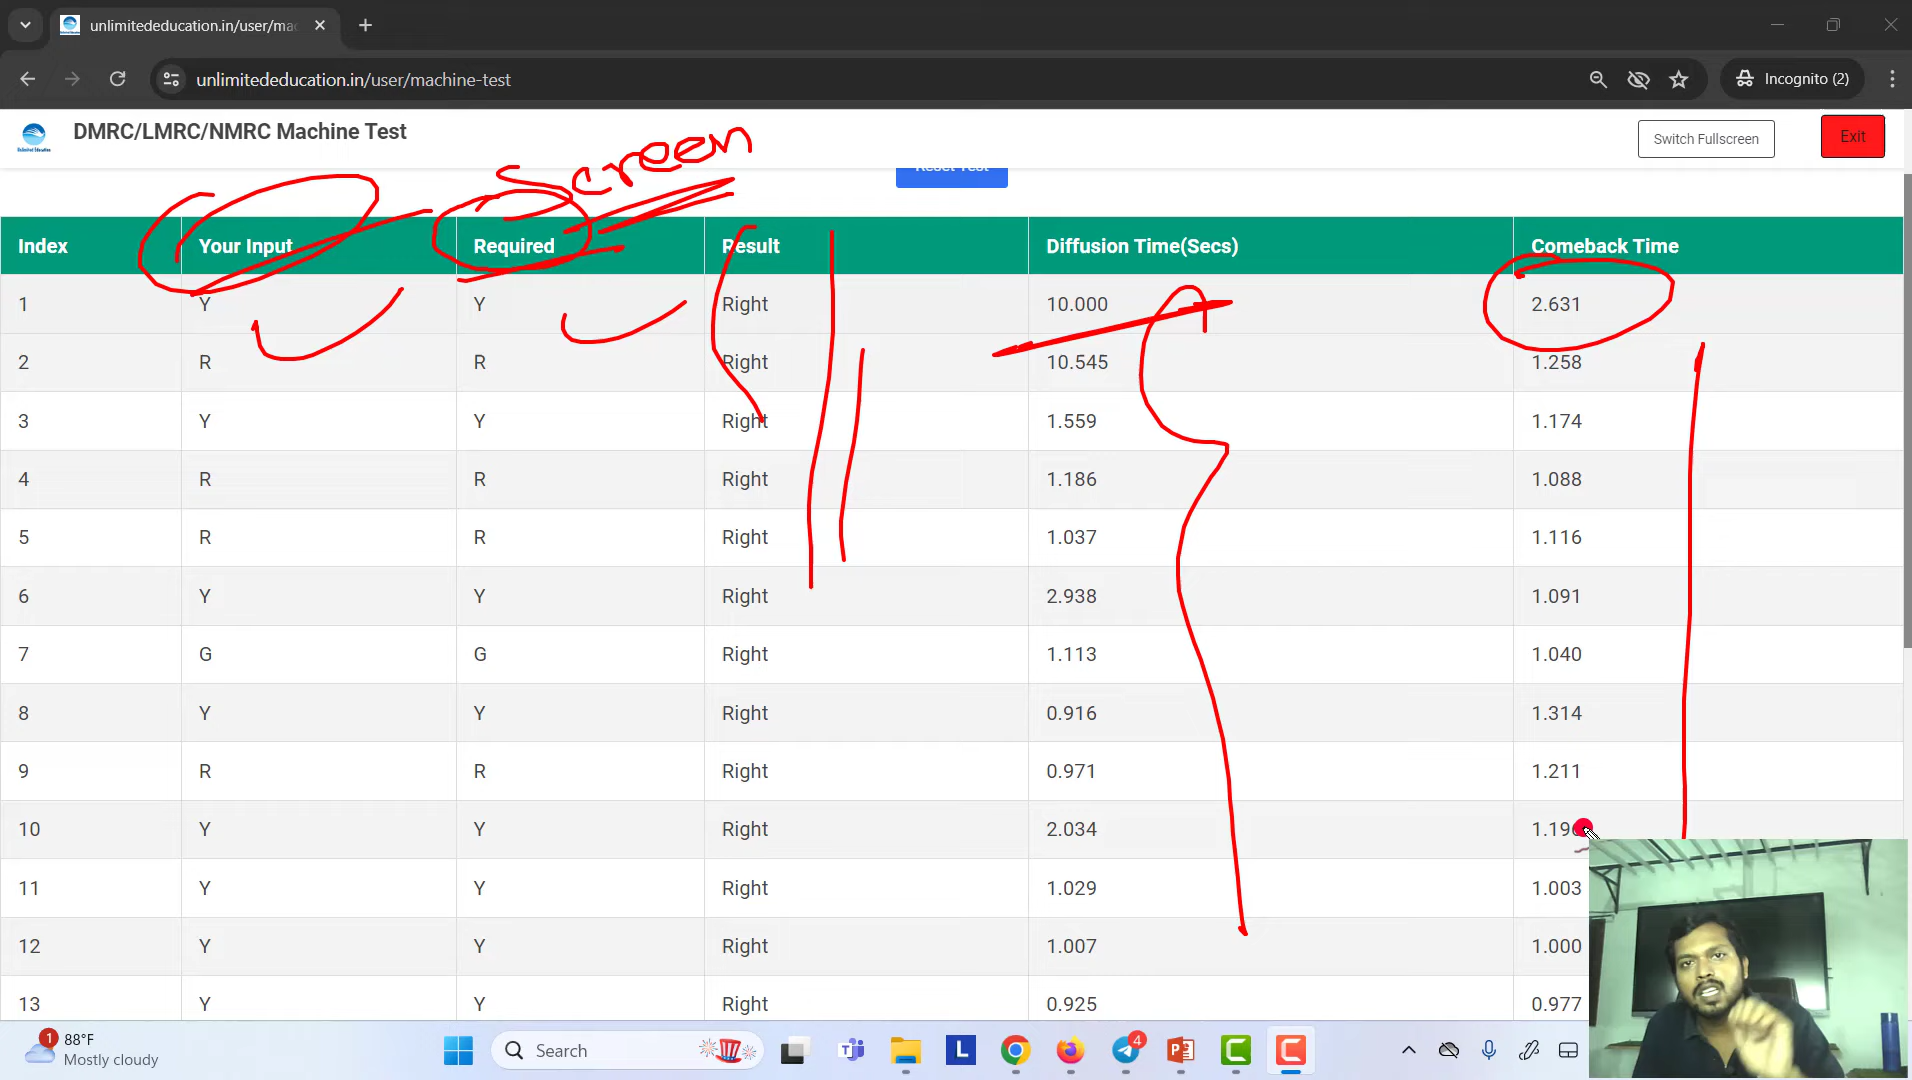 unlimitededucation.in/user/mac
unlimitededucation.in/user/machine-test
Incognito (2)
DMRC/LMRC/NMRC Machine Test
Switch Fullscreen
Exit
Screen
Reset Test
Index Your Input Required Result Diffusion Time(Secs) Comeback Time
1 Y Y Right 10.000 2.631
2 R R Right 10.545 1.258
3 Y Y Right 1.559 1.174
4 R R Right 1.186 1.088
5 R R Right 1.037 1.116
6 Y Y Right 2.938 1.091
7 G G Right 1.113 1.040
8 Y Y Right 0.916 1.314
9 R R Right 0.971 1.211
10 Y Y Right 2.034
11 Y Y Right 1.029 1.003
12 Y Y Right 1.007 1.000
13 Y Y Right 0.925 0.977
1
88°F
Mostly cloudy
Search
L
4